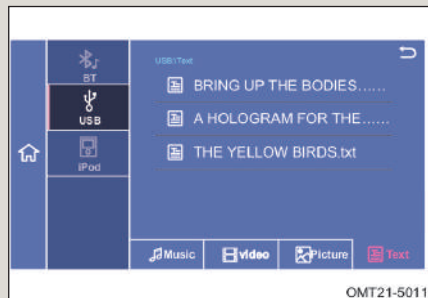 BT
USB
iPod
USB\Text
BRING UP THE BODIES......
A HOLOGRAM FOR THE......
THE YELLOW BIRDS.txt
Music
video
Picture
Text
OMT21-5011